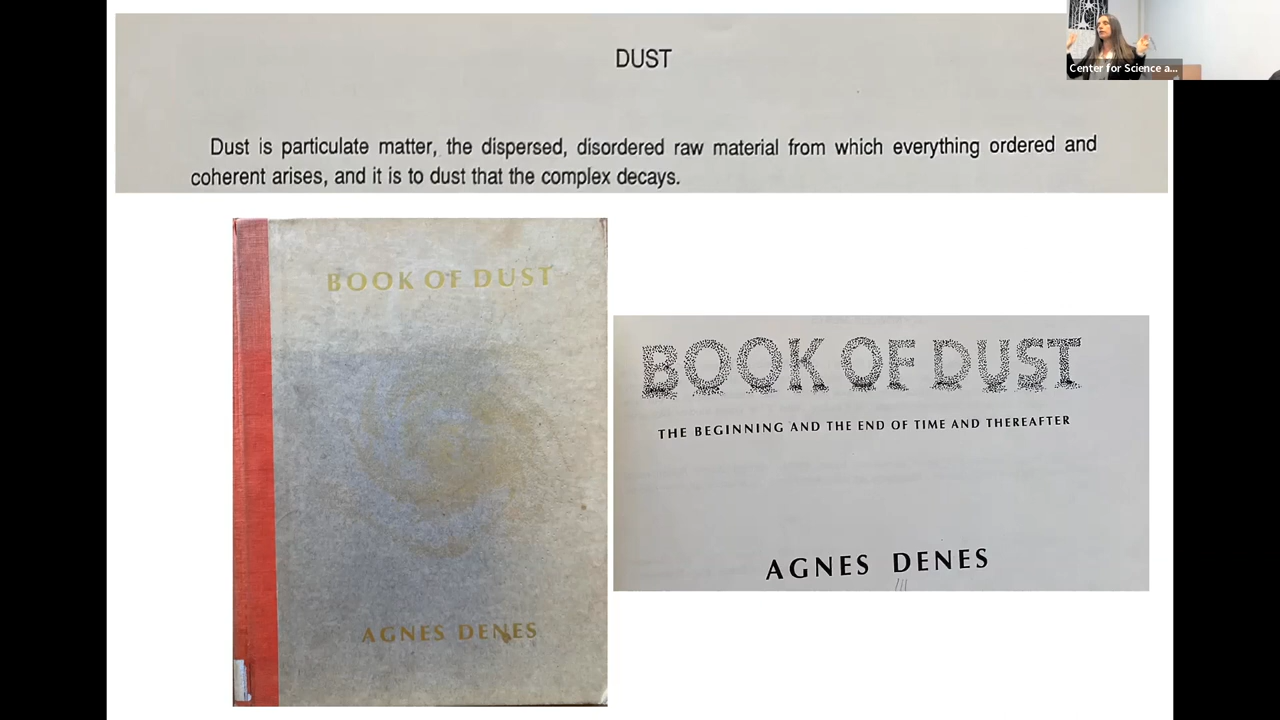 DUST
Dust is particulate matter, the dispersed, disordered raw material from which everything ordered and
coherent arises, and it is to dust that the complex decays.
Center for Science a...
BOOK OF DUST
AGNES DENES
BOOK OF DUST
THE BEGINNING AND THE END OF TIME AND THEREAFTER
AGNES DENES